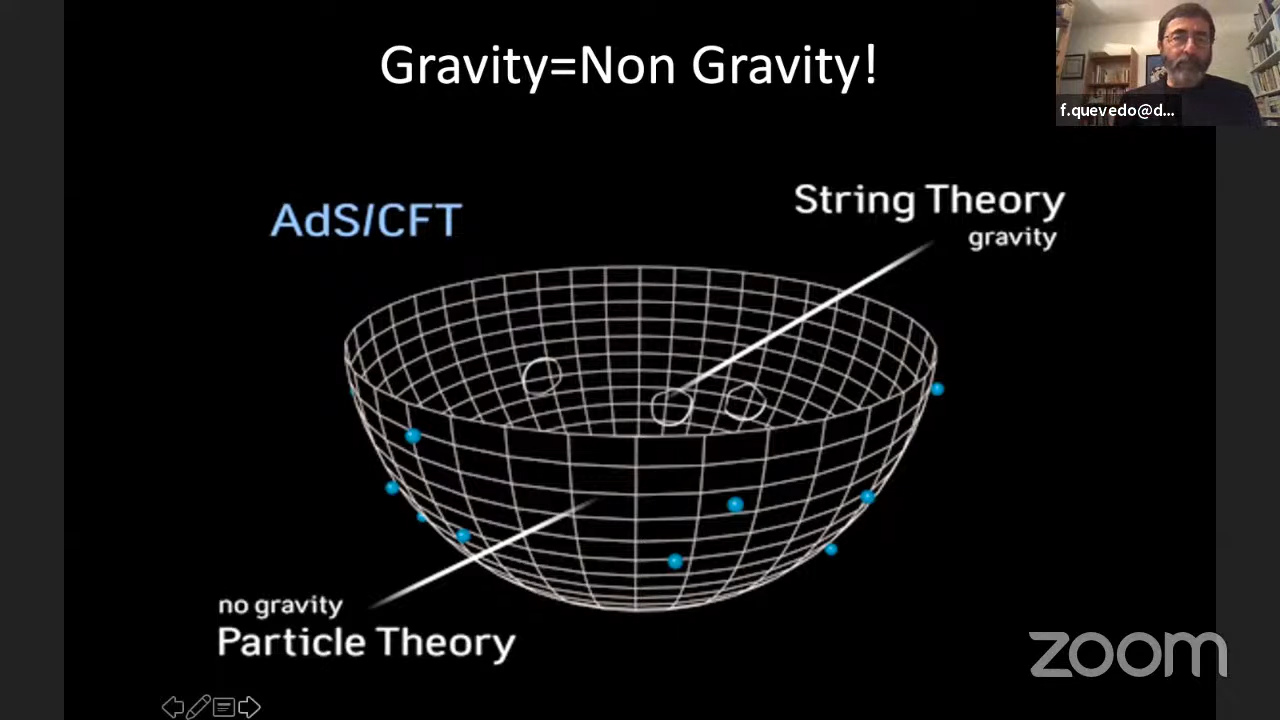 Gravity=Non Gravity!
f.quevedo@d...
String Theory
gravity
AdS/CFT
no gravity
Particle Theory
zoom